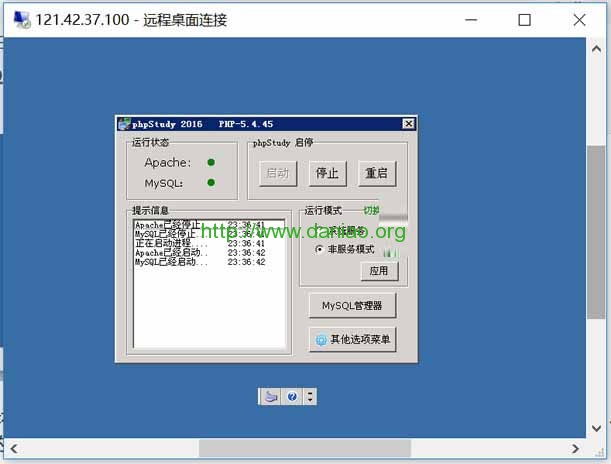 121.42.37.100 - 远程桌面连接
phpStudy 2016 PHP-5.4.45
运行状态
Apache:
MySQL:
phpStudy 启停
启动 停止 重启
提示信息
Apache已经停止... 23:36:41
MySQL已经停止... 23:36:41
正在启动进程.... 23:36:41
Apache已经启动.. 23:36:42
MySQL已经启动... 23:36:42
运行模式 切换
系统服务
非服务模式
应用
MySQL管理器
其他选项菜单
http://www.daniao.org